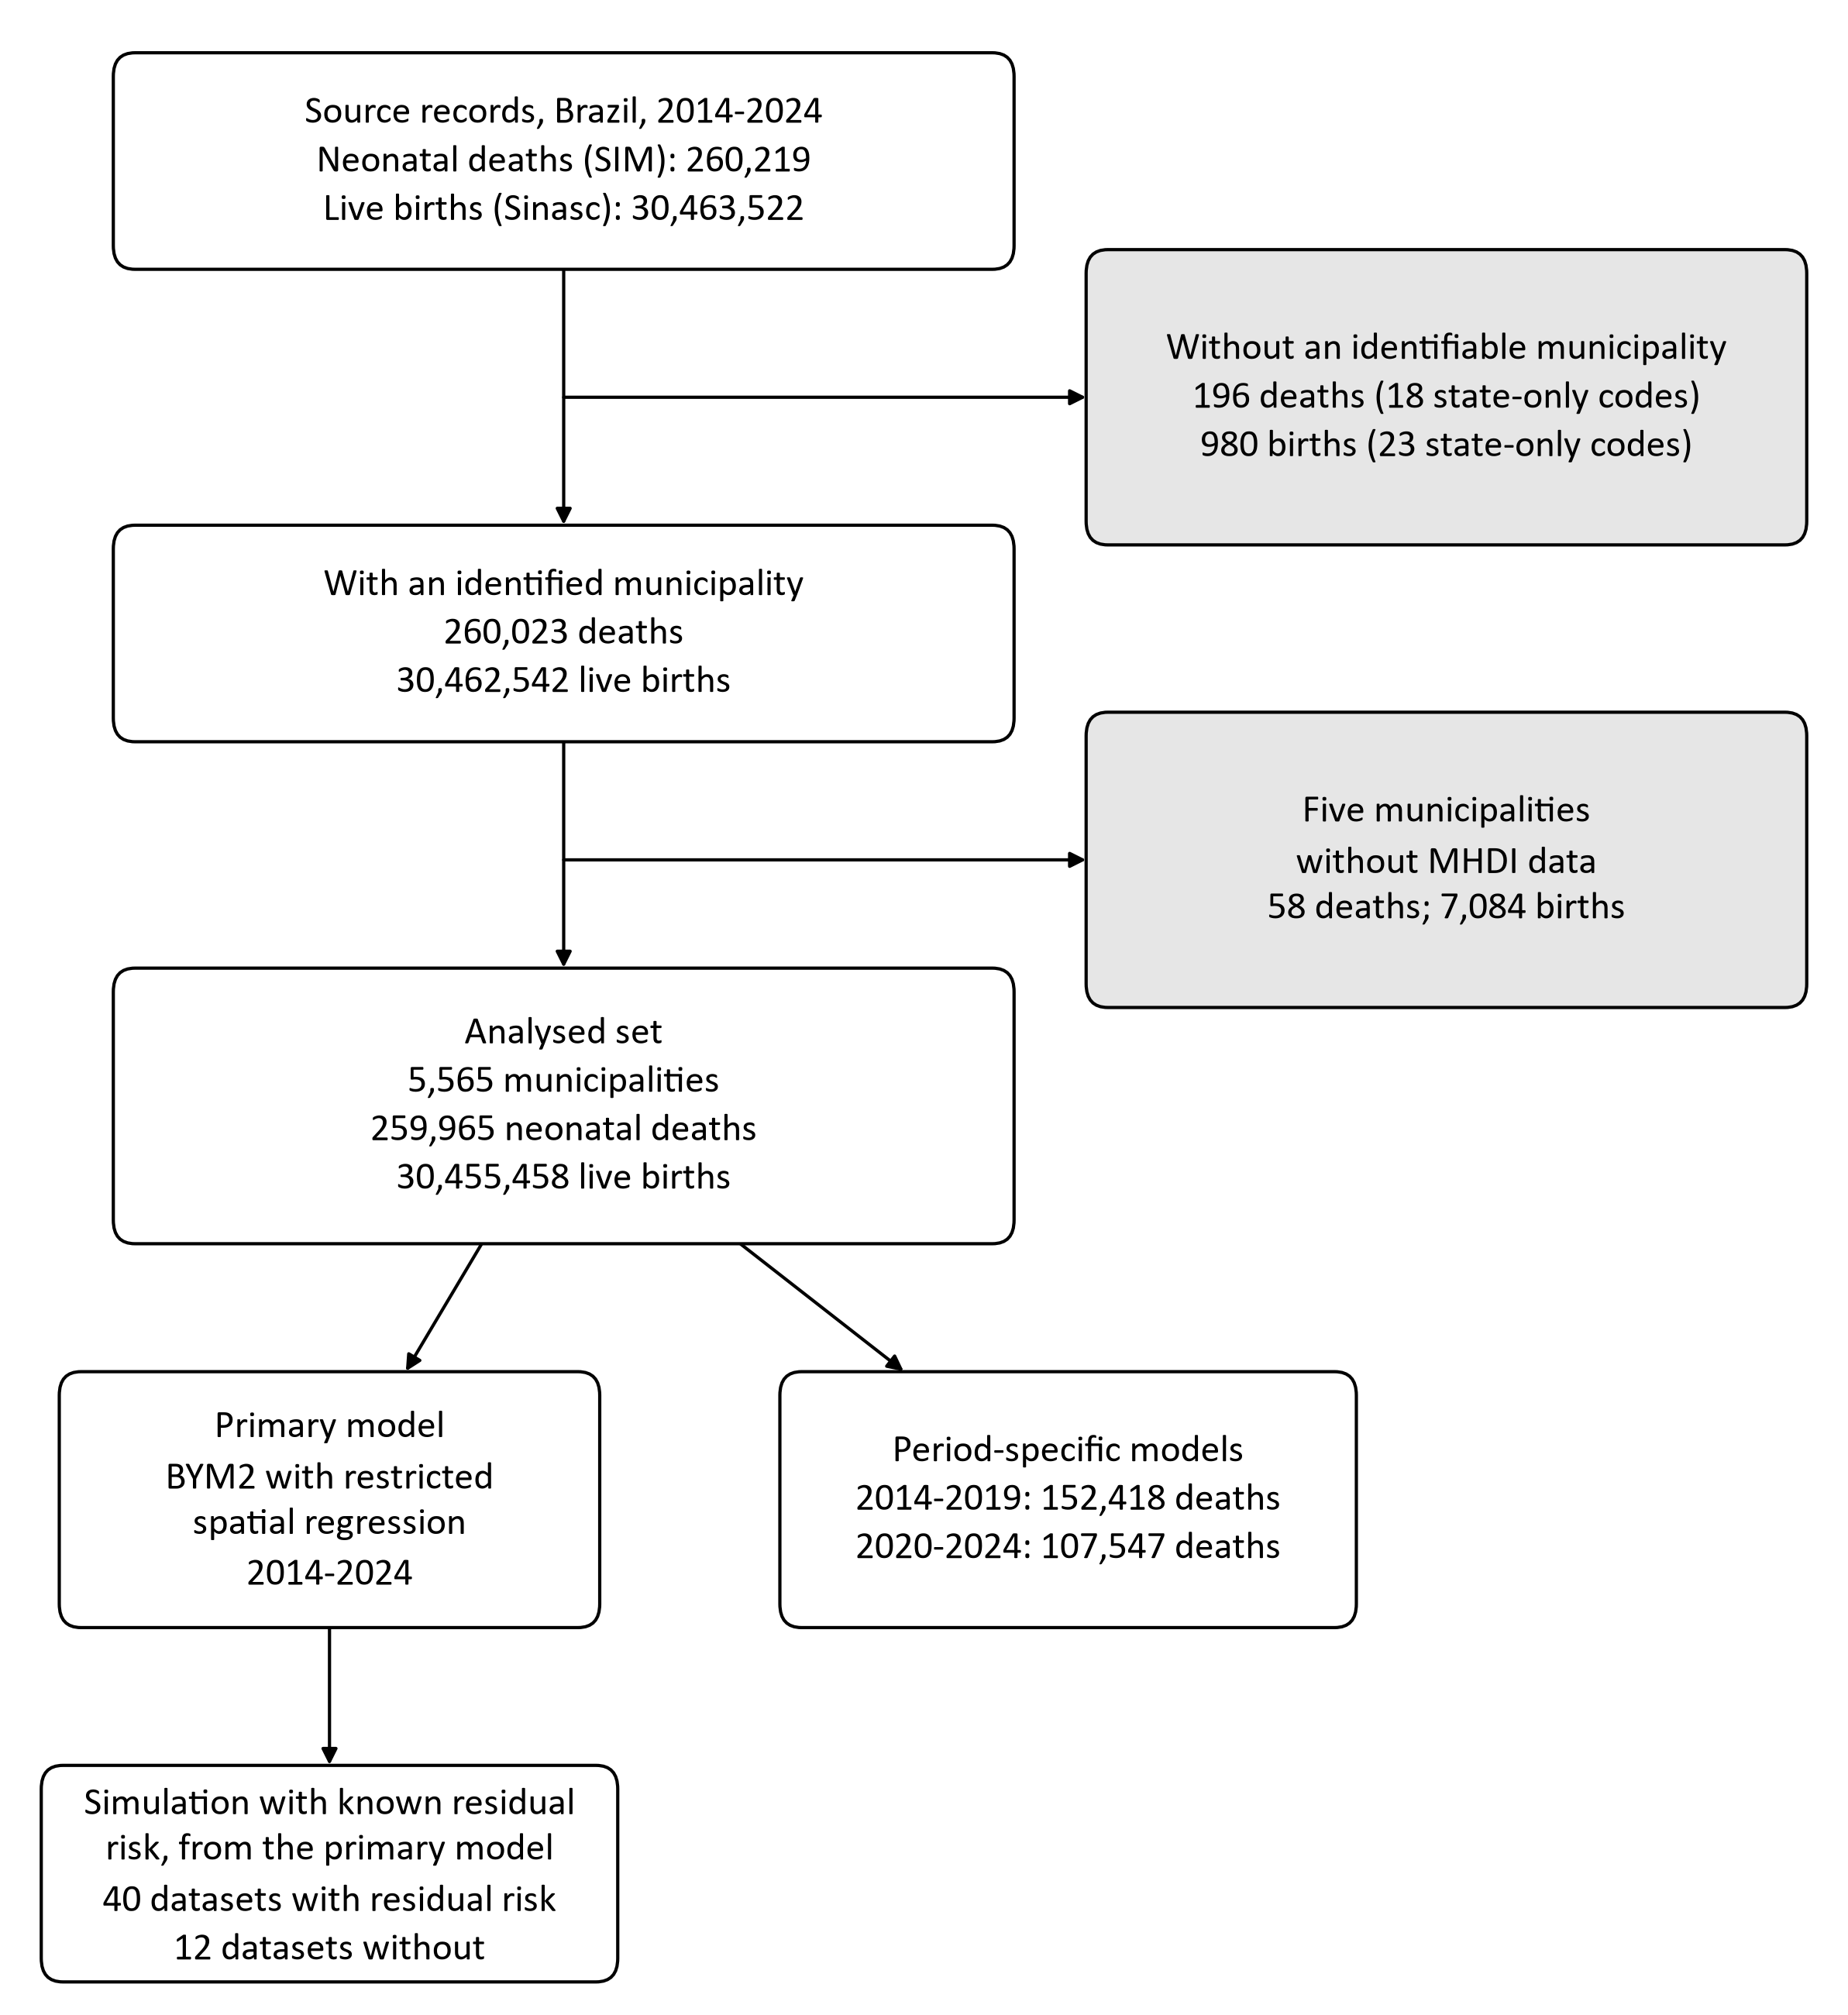 Source records, Brazil, 2014-2024
Neonatal deaths (SIM): 260,219
Live births (Sinasc): 30,463,522
Without an identifiable municipality
196 deaths (18 state-only codes)
980 births (23 state-only codes)
With an identified municipality
260,023 deaths
30,462,542 live births
Five municipalities
without MHDI data
58 deaths; 7,084 births
Analysed set
5,565 municipalities
259,965 neonatal deaths
30,455,458 live births
Primary model
BYM2 with restricted
spatial regression
2014-2024
Period-specific models
2014-2019: 152,418 deaths
2020-2024: 107,547 deaths
Simulation with known residual
risk, from the primary model
40 datasets with residual risk
12 datasets without